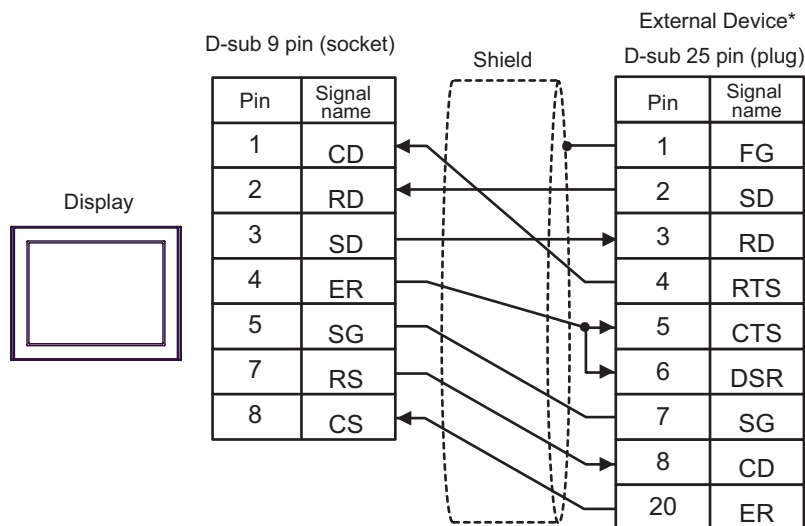 External Device*
D-sub 9 pin (socket)
Shield
D-sub 25 pin (plug)
Pin Signal name
Pin Signal name
1 CD
1 FG
2 RD
2 SD
Display
3 SD
3 RD
4 ER
4 RTS
5 SG
5 CTS
7 RS
6 DSR
8 CS
7 SG
8 CD
20 ER